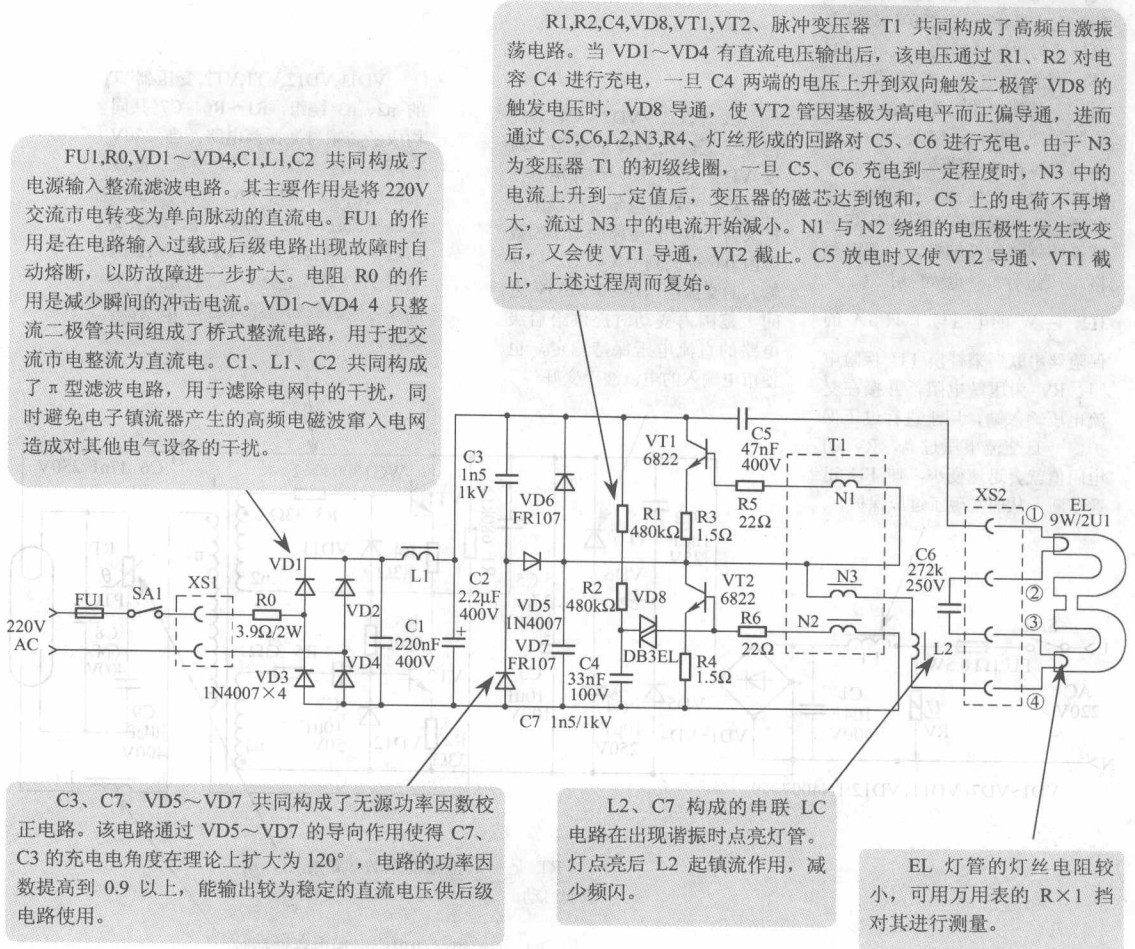 R1,R2,C4,VD8,VT1,VT2、脉冲变压器 T1 共同构成了高频自激振
荡电路。当 VD1～VD4 有直流电压输出后，该电压通过 R1、R2 对电
容 C4 进行充电，一旦 C4 两端的电压上升到双向触发二极管 VD8 的
触发电压时，VD8 导通，使 VT2 管因基极为高电平而正偏导通，进而
通过 C5,C6,L2,N3,R4、灯丝形成的回路对 C5、C6 进行充电。由于 N3
为变压器 T1 的初级线圈，一旦 C5、C6 充电到一定程度时，N3 中的
电流上升到一定值后，变压器的磁芯达到饱和，C5 上的电荷不再增
大，流过 N3 中的电流开始减小。N1 与 N2 绕组的电压极性发生改变
后，又会使 VT1 导通，VT2 截止。C5 放电时又使 VT2 导通、VT1 截
止，上述过程周而复始。
FU1,R0,VD1～VD4,C1,L1,C2 共同构成了
电源输入整流滤波电路。其主要作用是将 220V
交流市电转变为单向脉动的直流电。FU1 的作
用是在电路输入过载或后级电路出现故障时自
动熔断，以防故障进一步扩大。电阻 R0 的作
用是减少瞬间的冲击电流。VD1～VD4 4 只整
流二极管共同组成了桥式整流电路，用于把交
流市电整流为直流电。C1、L1、C2 共同构成
了 π 型滤波电路，用于滤除电网中的干扰，同
时避免电子镇流器产生的高频电磁波窜入电网
造成对其他电气设备的干扰。
C3
1n5
1kV
VD6
FR107
R1
480kΩ
VT1
6822
R3
1.5Ω
C5
47nF
400V
R5
22Ω
T1
N1
XS2
①
EL
9W/2U1
C6
272k
250V
②
③
④
220V
AC
FU1
SA1
XS1
R0
3.9Ω/2W
VD1
VD2
VD3
VD4
1N4007×4
L1
C1
220nF
400V
C2
2.2μF
400V
+
VD5
1N4007
VD7
FR107
C7 1n5/1kV
R2
480kΩ
VD8
DB3EL
C4
33nF
100V
VT2
6822
R4
1.5Ω
R6
22Ω
N3
N2
L2
C3、C7、VD5～VD7 共同构成了无源功率因数校
正电路。该电路通过 VD5～VD7 的导向作用使得 C7、
C3 的充电电角度在理论上扩大为 120°，电路的功率因
数提高到 0.9 以上，能输出较为稳定的直流电压供后级
电路使用。
L2、C7 构成的串联 LC
电路在出现谐振时点亮灯管。
灯点亮后 L2 起镇流作用，减
少频闪。
EL 灯管的灯丝电阻较
小，可用万用表的 R×1 挡
对其进行测量。